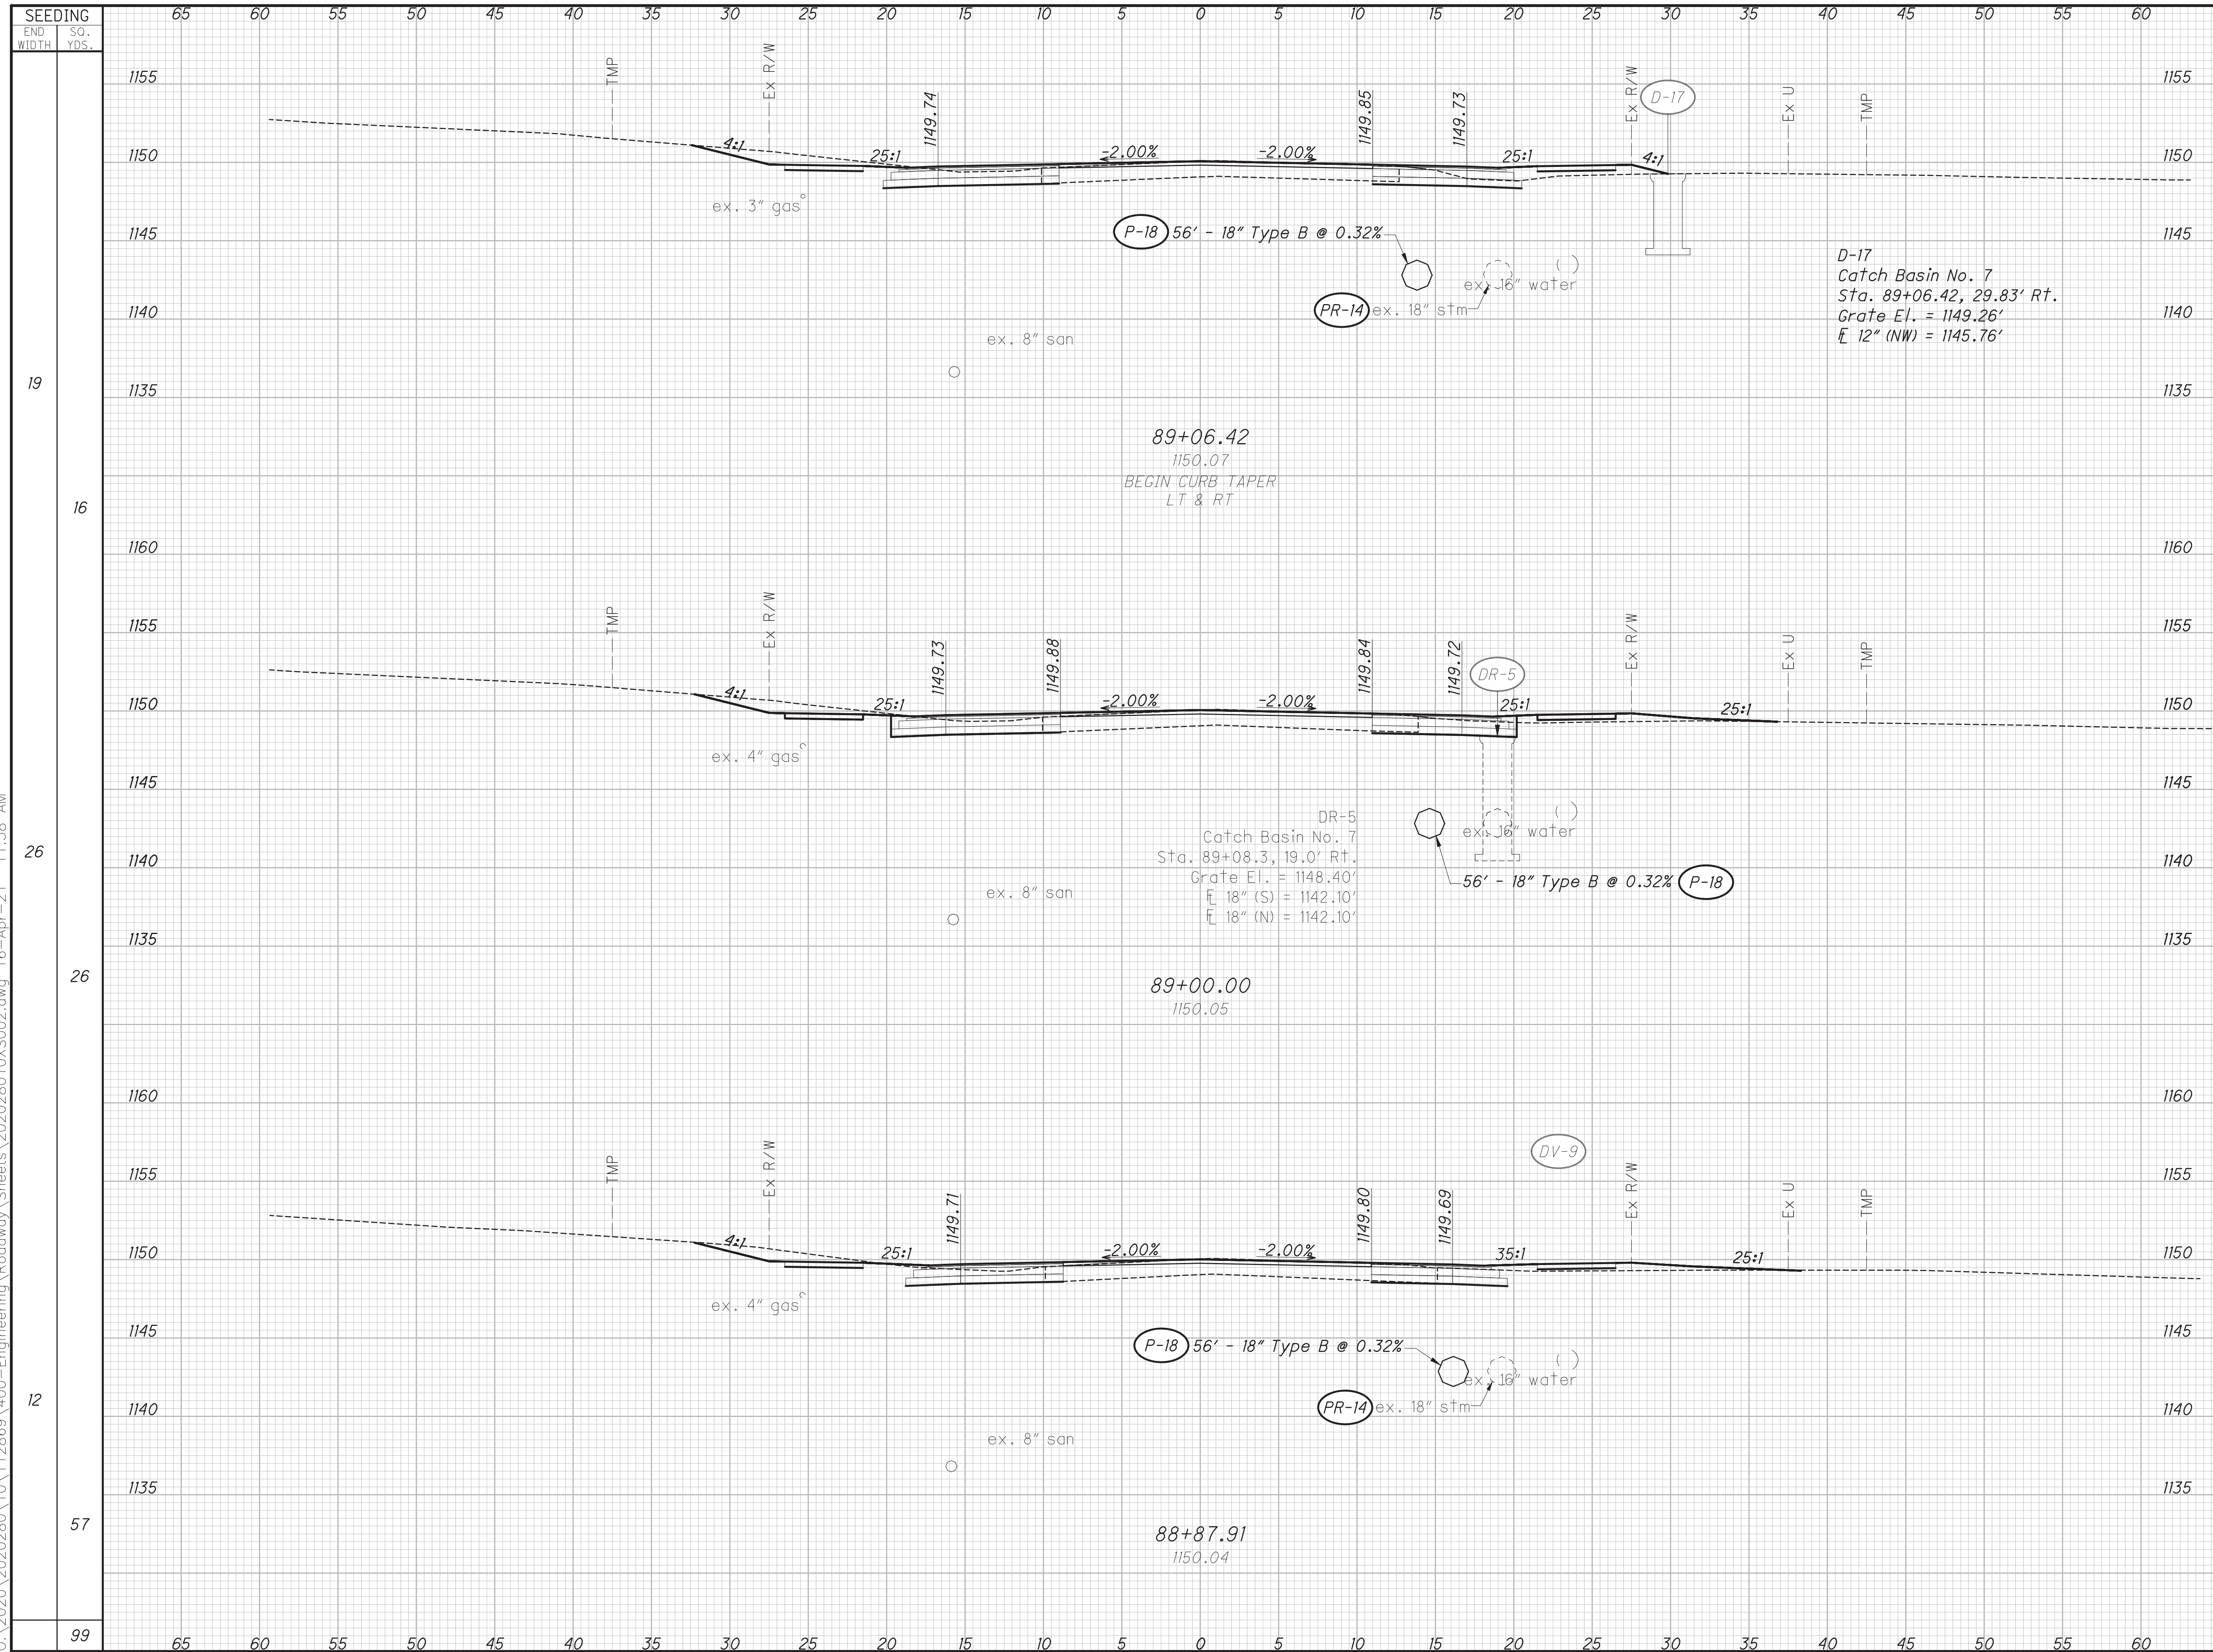 SEEDING
END WIDTH
SQ. YDS.
65 60 55 50 45 40 35 30 25 20 15 10 5 0 5 10 15 20 25 30 35 40 45 50 55 60
TMP
Ex R/W
1149.74
1149.85
1149.73
Ex R/W
D-17
Ex U
TMP
1155 1155
1150 4:1 25:1 -2.00% -2.00% 25:1 4:1 1150
ex. 3" gas
1145 P-18 56' - 18" Type B @ 0.32% 1145
D-17
Catch Basin No. 7
Sta. 89+06.42, 29.83' Rt.
Grate El. = 1149.26'
FL 12" (NW) = 1145.76'
ex. 16" water
PR-14 ex. 18" stm
1140 1140
ex. 8" san
19
1135 1135
89+06.42
1150.07
BEGIN CURB TAPER
LT & RT
16
1160 1160
TMP
Ex R/W
1149.73
1149.88
1149.84
1149.72
DR-5
Ex R/W
Ex U
TMP
1155 1155
1150 4:1 25:1 -2.00% -2.00% 25:1 25:1 1150
ex. 4" gas
1145 1145
DR-5
Catch Basin No. 7
Sta. 89+08.3, 19.0' Rt.
Grate El. = 1148.40'
FL 18" (S) = 1142.10'
FL 18" (N) = 1142.10'
ex. 16" water
26
1140 1140
56' - 18" Type B @ 0.32% P-18
ex. 8" san
1135 1135
26
89+00.00
1150.05
1160 1160
TMP
Ex R/W
1149.71
1149.80
1149.69
DV-9
Ex R/W
Ex U
TMP
1155 1155
1150 4:1 25:1 -2.00% -2.00% 35:1 25:1 1150
ex. 4" gas
1145 1145
P-18 56' - 18" Type B @ 0.32%
ex. 16" water
PR-14 ex. 18" stm
12
1140 1140
ex. 8" san
1135 1135
57
88+87.91
1150.04
99
65 60 55 50 45 40 35 30 25 20 15 10 5 0 5 10 15 20 25 30 35 40 45 50 55 60